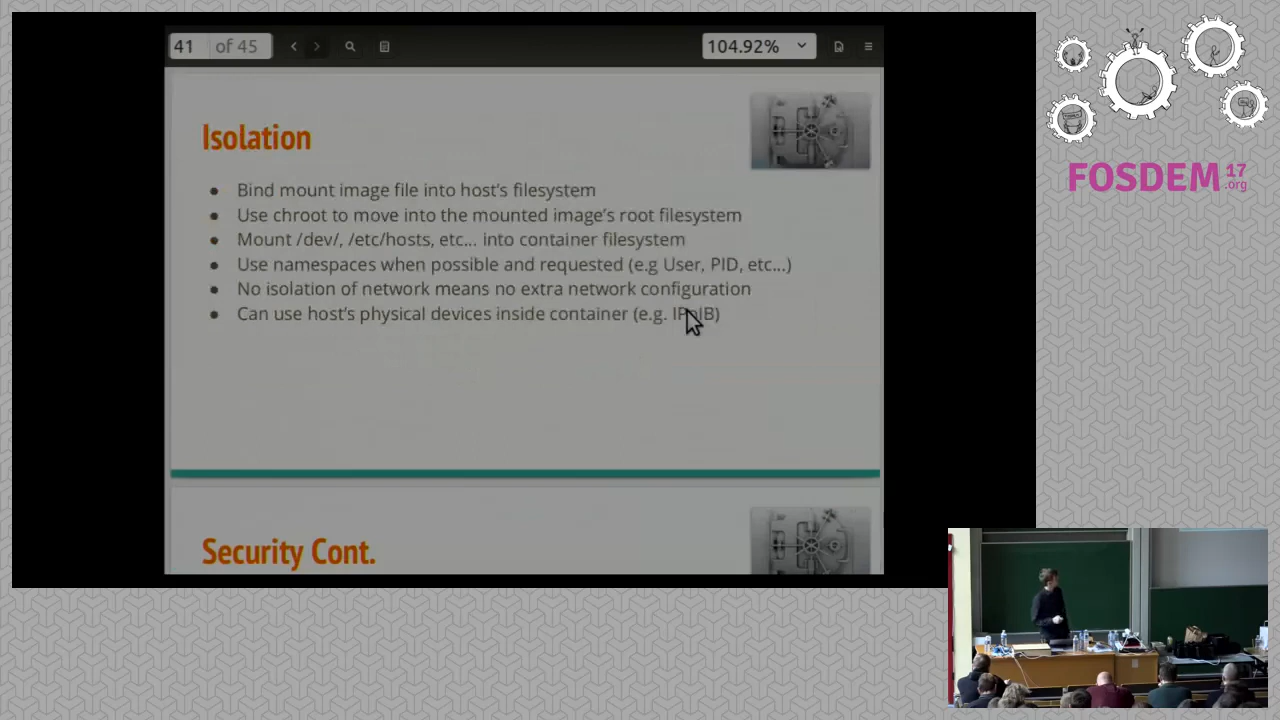 41 of 45
104.92%
Isolation
Bind mount image file into host's filesystem
Use chroot to move into the mounted image's root filesystem
Mount /dev/, /etc/hosts, etc... into container filesystem
Use namespaces when possible and requested (e.g User, PID, etc...)
No isolation of network means no extra network configuration
Can use host's physical devices inside container (e.g. IPoIB)
Security Cont.
FOSDEM 17
.org